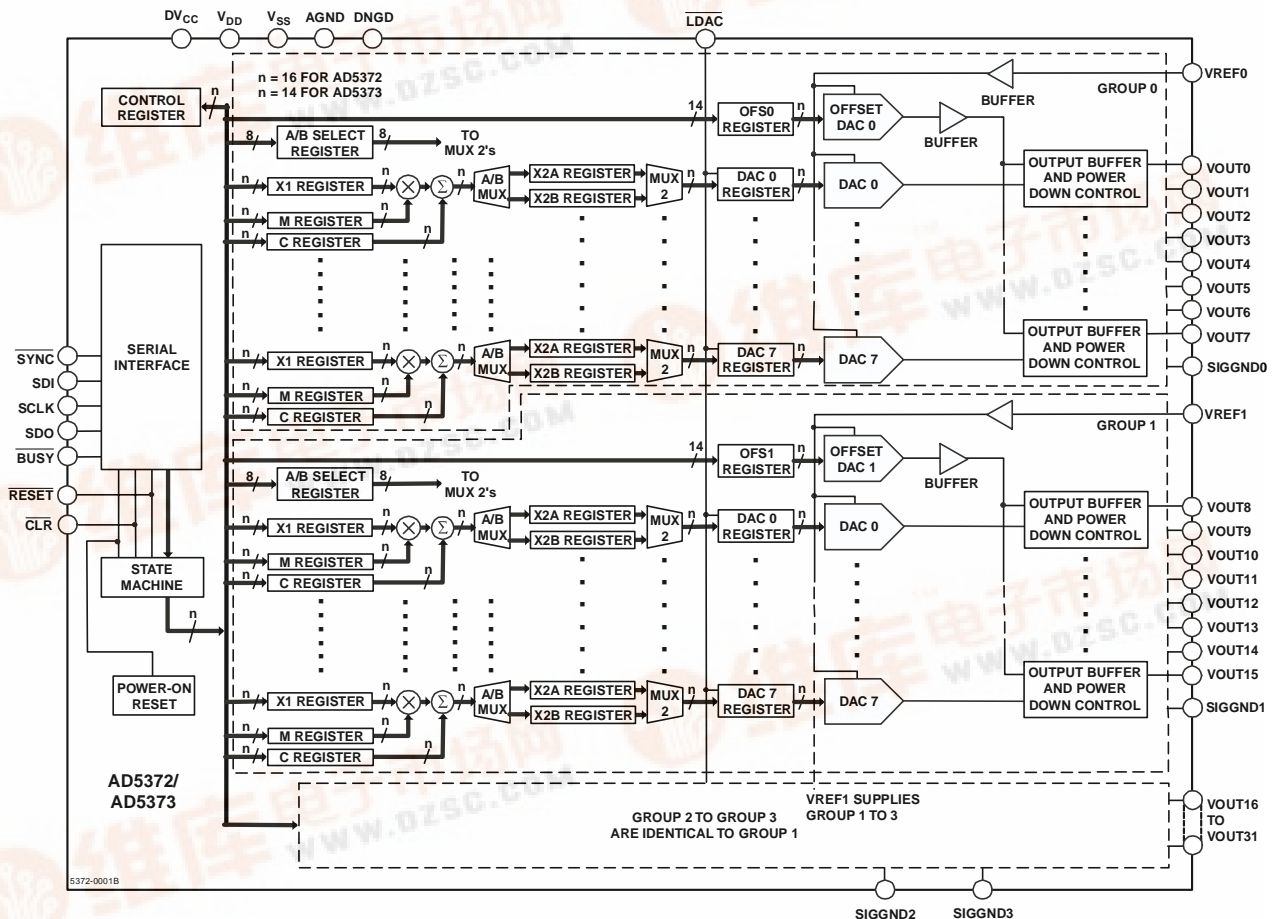 DVCC VDD VSS AGND DNGD LDAC
n = 16 FOR AD5372
n = 14 FOR AD5373
CONTROL
REGISTER
n
8
A/B SELECT
REGISTER
8
TO
MUX 2's
14
OFS0
REGISTER
n
OFFSET
DAC 0
BUFFER
BUFFER
GROUP 0
VREF0
n
X1 REGISTER
n
n
M REGISTER
n
n
C REGISTER
n
Σ
n
A/B
MUX
X2A REGISTER
X2B REGISTER
MUX
2
n
DAC 0
REGISTER
n
DAC 0
OUTPUT BUFFER
AND POWER
DOWN CONTROL
VOUT0
VOUT1
VOUT2
VOUT3
VOUT4
VOUT5
VOUT6
VOUT7
SIGGND0
n
X1 REGISTER
n
n
M REGISTER
n
n
C REGISTER
n
Σ
n
A/B
MUX
X2A REGISTER
X2B REGISTER
MUX
2
n
DAC 7
REGISTER
n
DAC 7
OUTPUT BUFFER
AND POWER
DOWN CONTROL
SERIAL
INTERFACE
SYNC
SDI
SCLK
SDO
BUSY
RESET
CLR
STATE
MACHINE
n
POWER-ON
RESET
AD5372/
AD5373
8
A/B SELECT
REGISTER
8
TO
MUX 2's
14
OFS1
REGISTER
n
OFFSET
DAC 1
BUFFER
GROUP 1
VREF1
n
X1 REGISTER
n
n
M REGISTER
n
n
C REGISTER
n
Σ
n
A/B
MUX
X2A REGISTER
X2B REGISTER
MUX
2
n
DAC 0
REGISTER
n
DAC 0
OUTPUT BUFFER
AND POWER
DOWN CONTROL
VOUT8
VOUT9
VOUT10
VOUT11
VOUT12
VOUT13
VOUT14
VOUT15
SIGGND1
n
X1 REGISTER
n
n
M REGISTER
n
n
C REGISTER
n
Σ
n
A/B
MUX
X2A REGISTER
X2B REGISTER
MUX
2
n
DAC 7
REGISTER
n
DAC 7
OUTPUT BUFFER
AND POWER
DOWN CONTROL
GROUP 2 TO GROUP 3
ARE IDENTICAL TO GROUP 1
VREF1 SUPPLIES
GROUP 1 TO 3
VOUT16
TO
VOUT31
5372-0001B
SIGGND2 SIGGND3
维库电子市场网
WWW.DZSC.COM